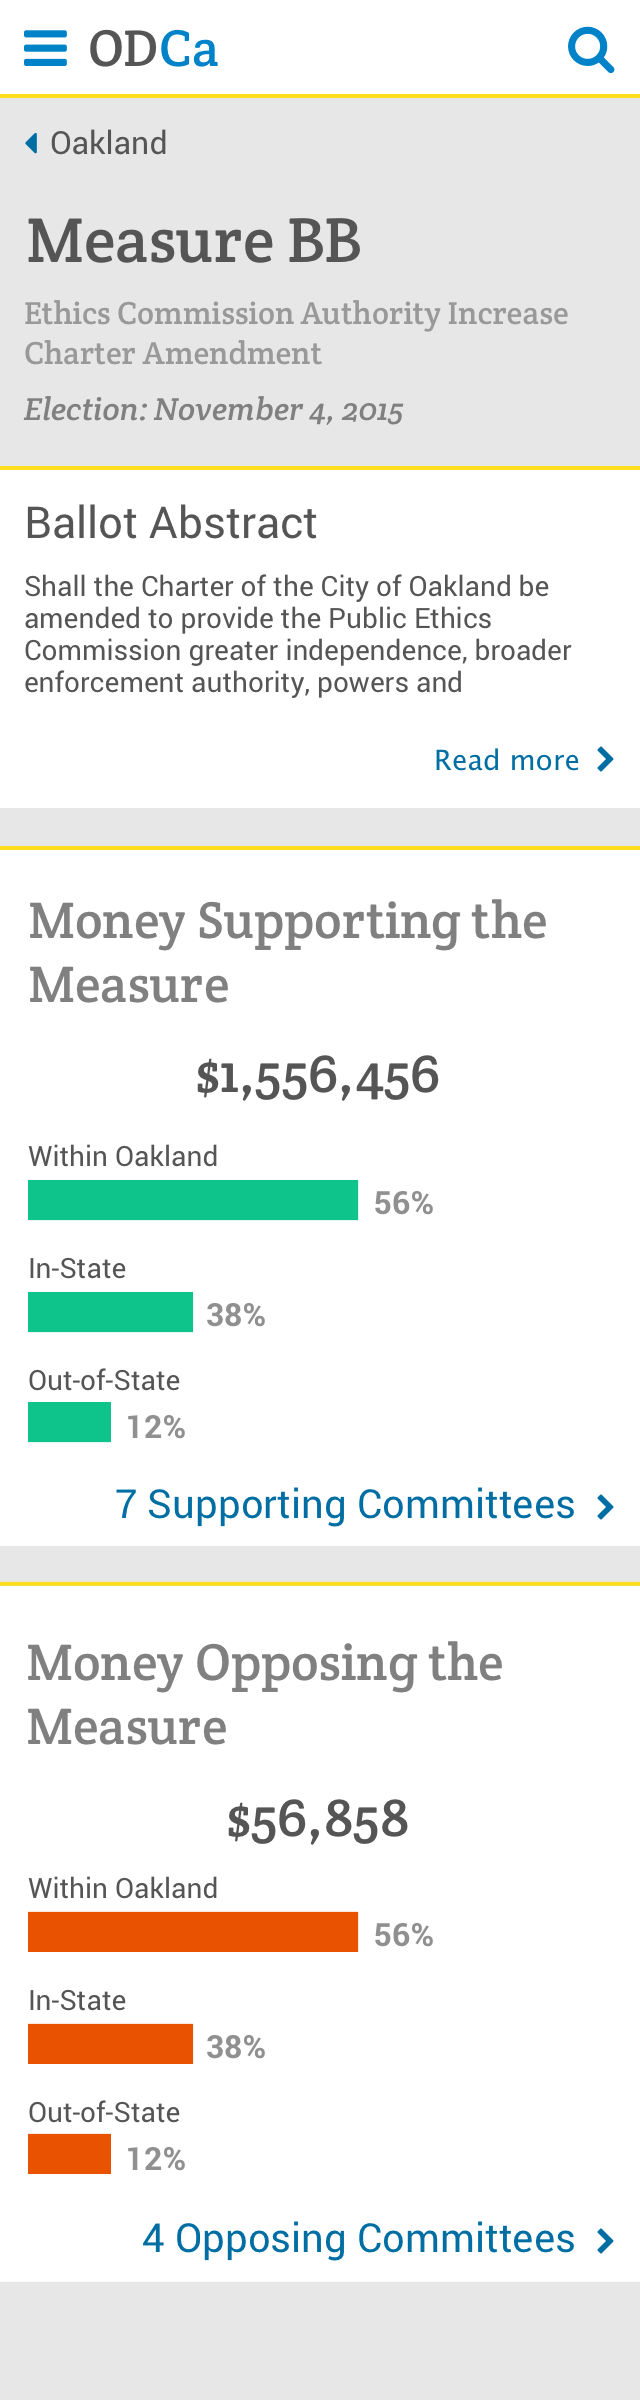 ODCa
Oakland
Measure BB
Ethics Commission Authority Increase
Charter Amendment
Election: November 4, 2015
Ballot Abstract
Shall the Charter of the City of Oakland be
amended to provide the Public Ethics
Commission greater independence, broader
enforcement authority, powers and
Read more
Money Supporting the
Measure
$1,556,456
Within Oakland
56%
In-State
38%
Out-of-State
12%
7 Supporting Committees
Money Opposing the
Measure
$56,858
Within Oakland
56%
In-State
38%
Out-of-State
12%
4 Opposing Committees